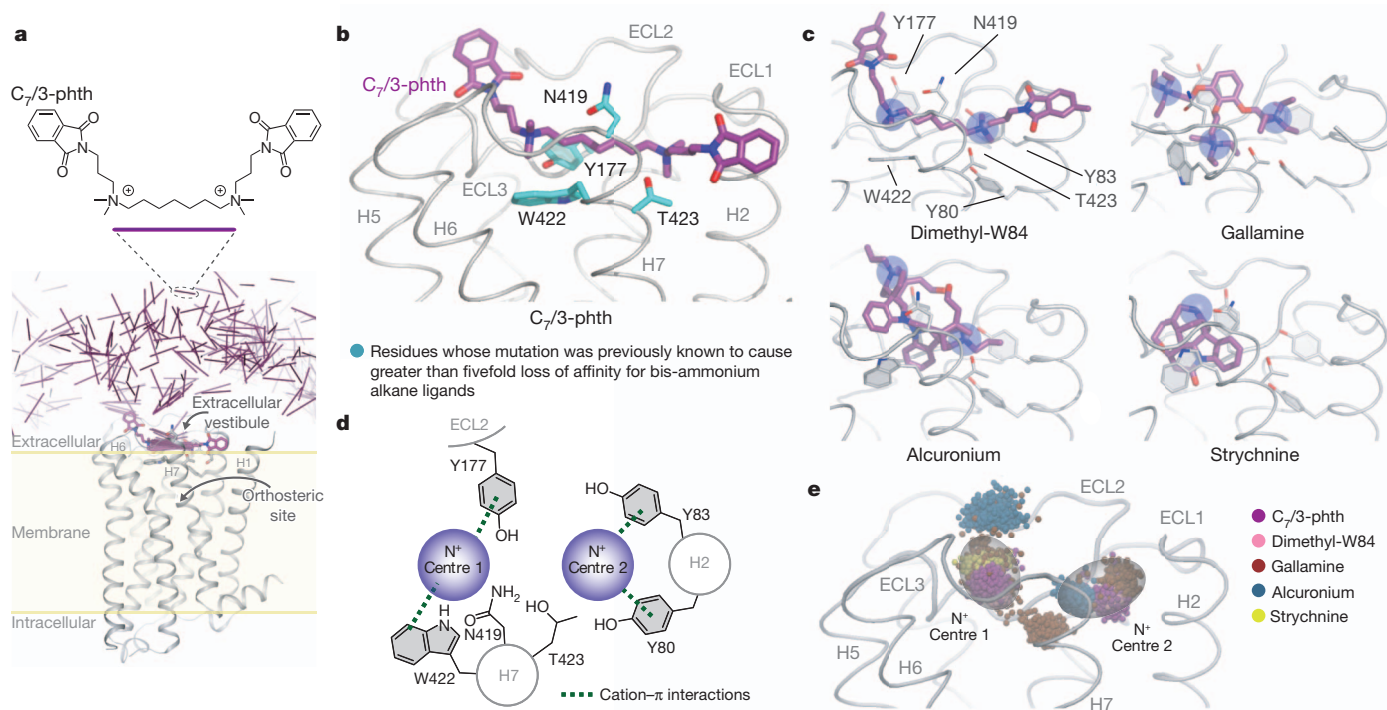 a
C₇/3-phth
O
O
N
N
O
O
+
+
N
N
Extracellular
vestibule
Extracellular
H6
H7
H1
Orthosteric
site
Membrane
Intracellular
b
ECL2
C₇/3-phth
ECL1
N419
Y177
ECL3
W422
T423
H5
H6
H2
H7
C₇/3-phth
Residues whose mutation was previously known to cause
greater than fivefold loss of affinity for bis-ammonium
alkane ligands
c
Y177
N419
W422
Y83
Y80
T423
Dimethyl-W84
Gallamine
Alcuronium
Strychnine
d
ECL2
Y177
OH
HO
Y83
N⁺
Centre 1
N⁺
Centre 2
H2
H
N
NH₂
HO
N419
HO
T423
Y80
W422
H7
Cation–π interactions
e
ECL2
ECL1
ECL3
N⁺
Centre 1
N⁺
Centre 2
H2
H5
H6
H7
C₇/3-phth
Dimethyl-W84
Gallamine
Alcuronium
Strychnine